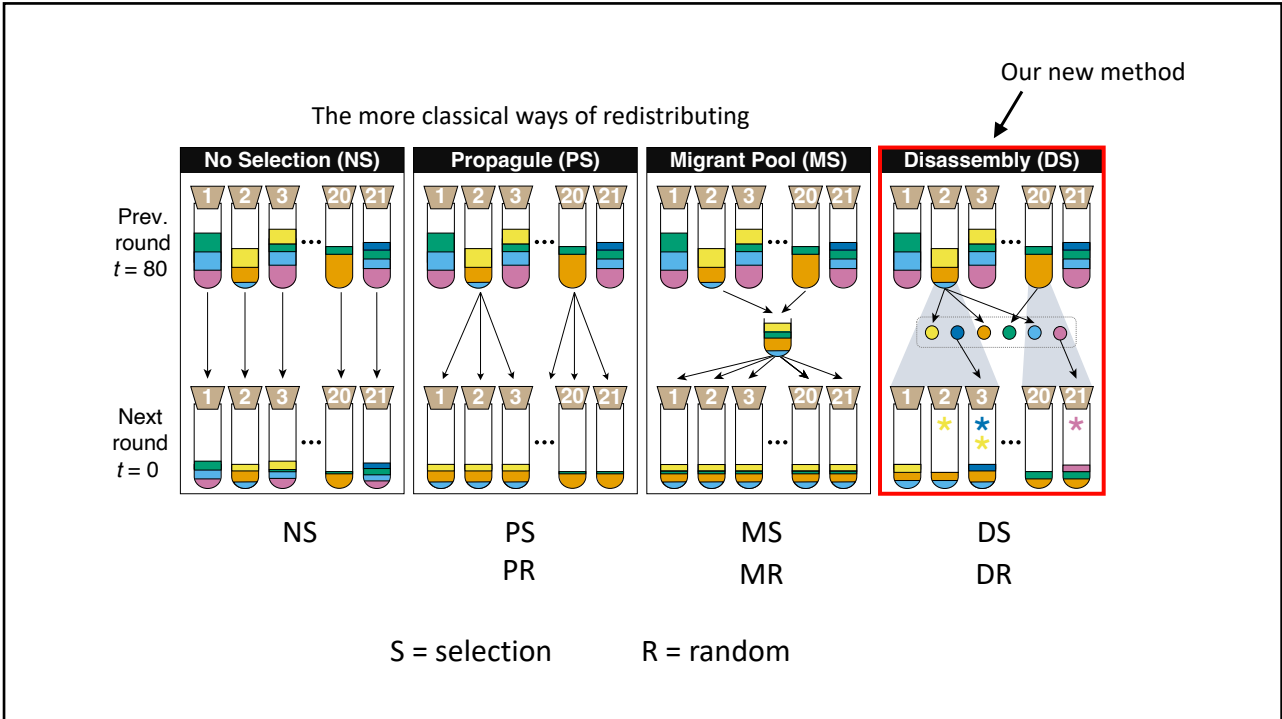 Our new method
The more classical ways of redistributing
No Selection (NS) Propagule (PS) Migrant Pool (MS) Disassembly (DS)
1 2 3 20 21 1 2 3 20 21 1 2 3 20 21 1 2 3 20 21
Prev.
round
t = 80
... ... ... ...
1 2 3 20 21 1 2 3 20 21 1 2 3 20 21 1 2 3 20 21
Next
round
t = 0
* * *
*
... ... ... ...
NS PS MS DS
PR MR DR
S = selection R = random